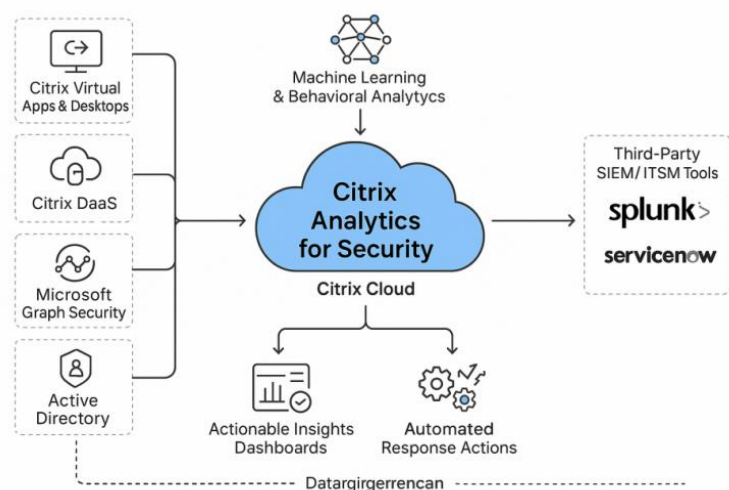 Citrix Virtual
Apps & Desktops
Citrix DaaS
Microsoft
Graph Security
Active
Directory
Machine Learning
& Behavioral Analytycs
Citrix
Analytics
for Security
Citrix Cloud
Actionable Insights
Dashboards
Automated
Response Actions
Third-Party
SIEM/ITSM Tools
splunk>
servicenow
Datargirgerrencan